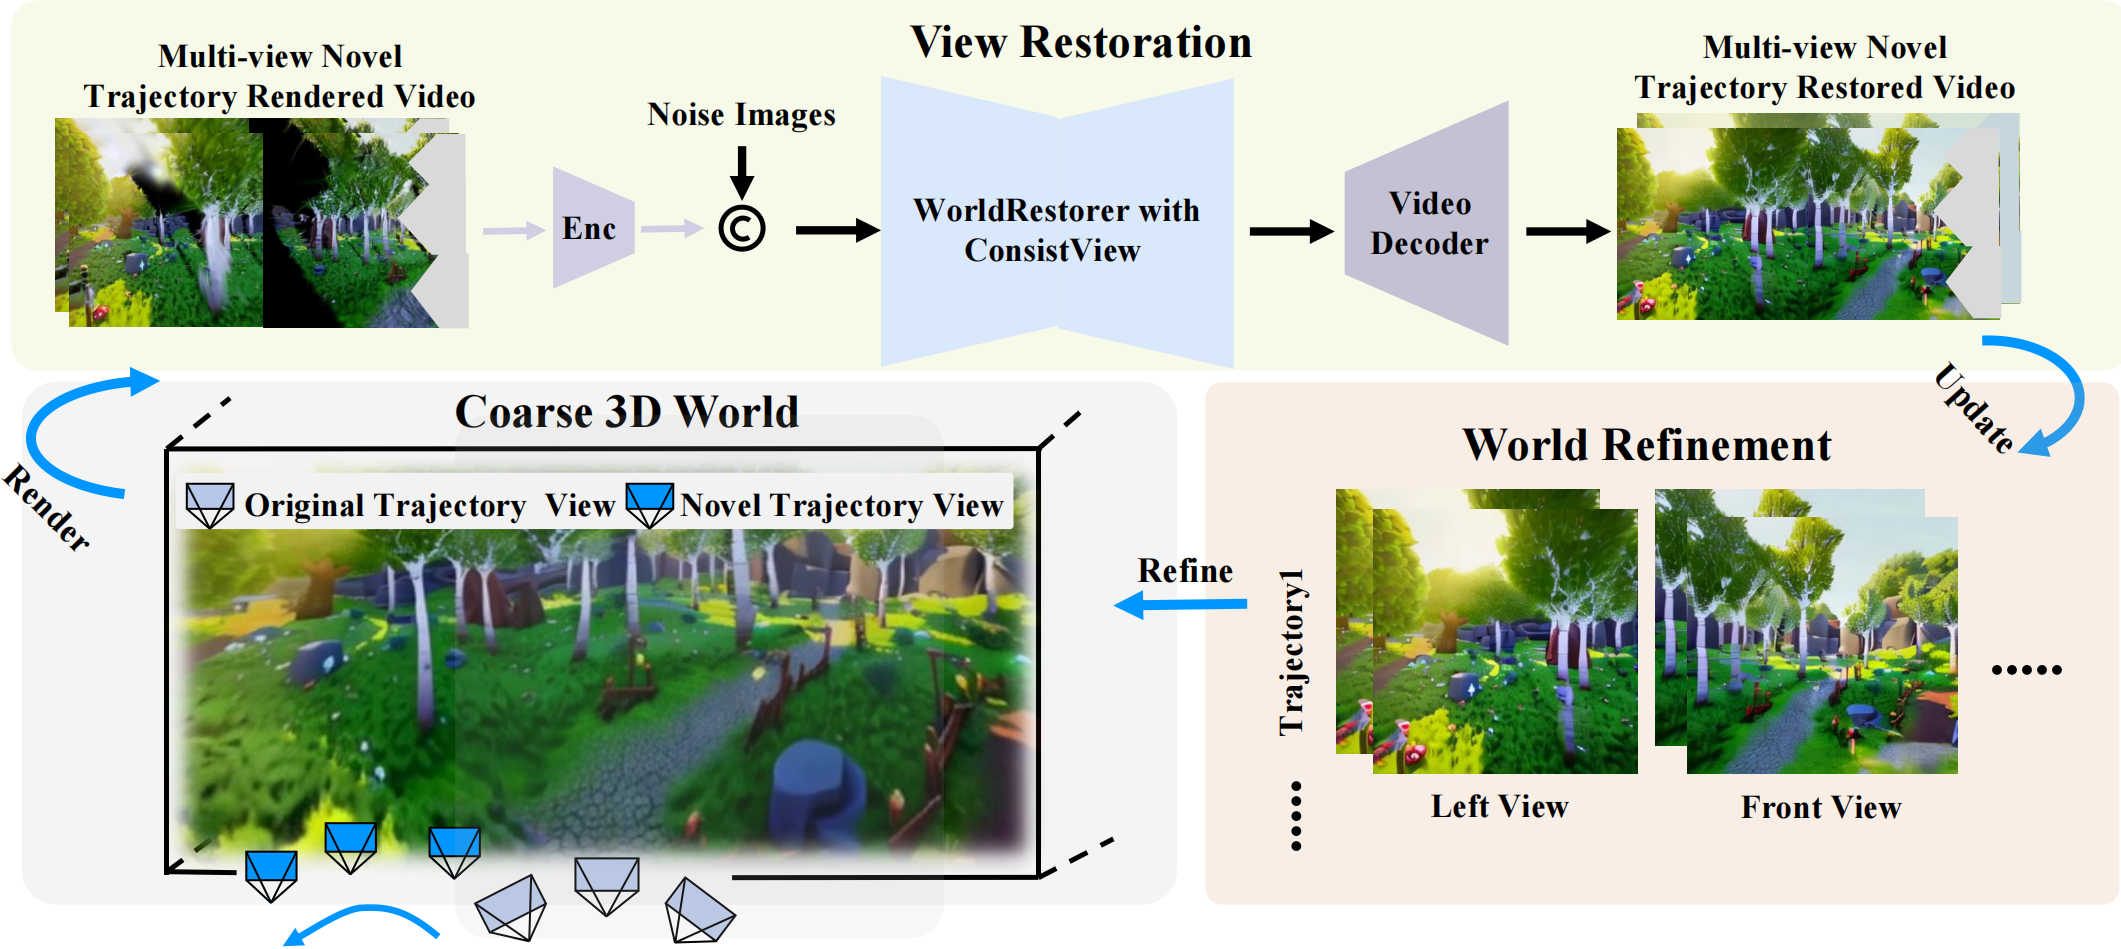 View Restoration
Multi-view Novel
Trajectory Rendered Video
Noise Images
Enc
©
WorldRestorer with
ConsistView
Video
Decoder
Multi-view Novel
Trajectory Restored Video
Render
Update
Coarse 3D World
Original Trajectory View
Novel Trajectory View
Refine
World Refinement
Trajectory1
Left View
Front View